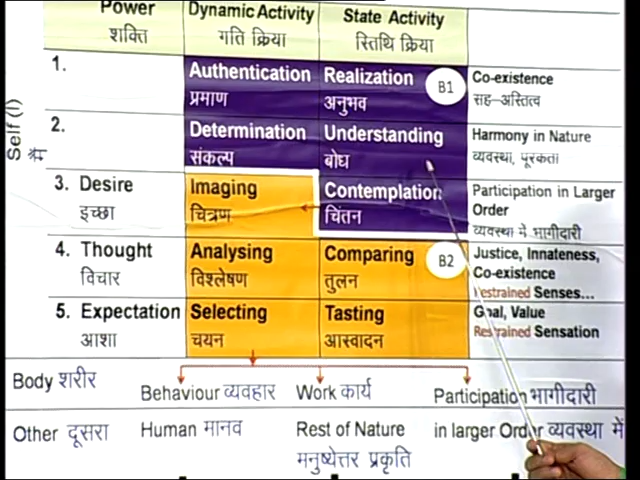 Power Dynamic Activity State Activity
शक्ति गति क्रिया स्तिथि क्रिया
Self (I)
मैं
1. Authentication Realization B1 Co-existence
प्रमाण अनुभव सह-अस्तित्व
2. Determination Understanding Harmony in Nature
संकल्प बोध व्यवस्था, पूरकता
3. Desire Imaging Contemplation Participation in Larger Order
इच्छा चित्रण चिंतन व्यवस्था में भागीदारी
4. Thought Analysing Comparing B2 Justice, Innateness,
Co-existence
विचार विश्लेषण तुलन Restrained Senses...
5. Expectation Selecting Tasting Goal, Value
आशा चयन आस्वादन Restrained Sensation
Body शरीर Behaviour व्यवहार Work कार्य Participation भागीदारी
Other दूसरा Human मानव Rest of Nature in larger Order व्यवस्था में
मनुष्येत्तर प्रकृति